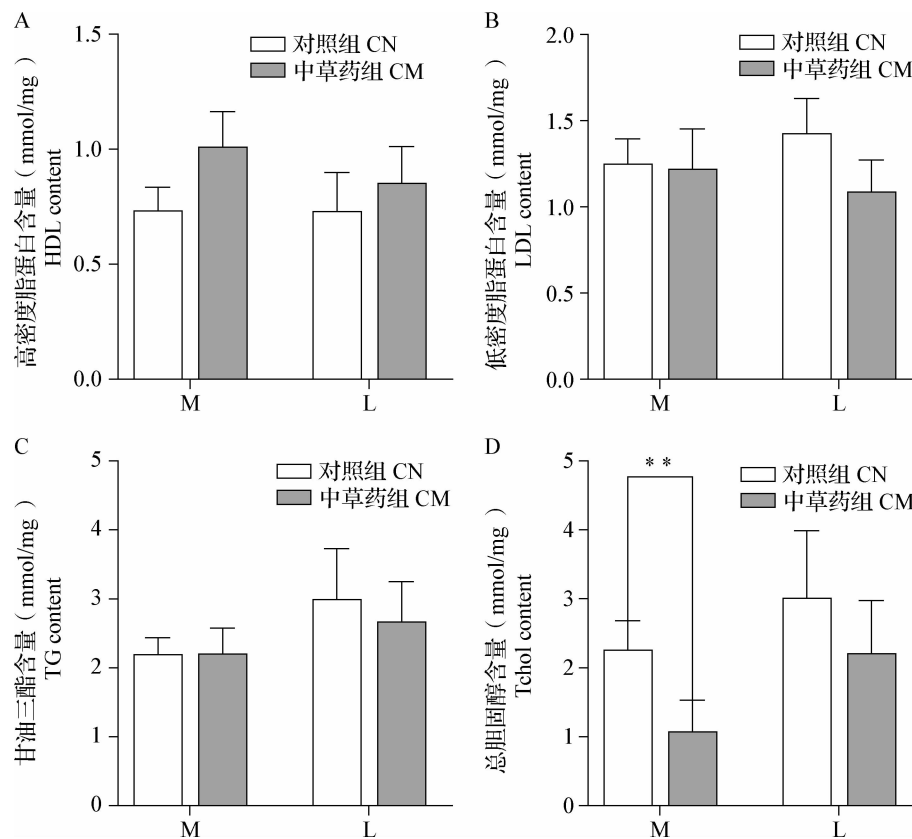 A
对照组 CN
中草药组 CM
高密度脂蛋白含量（mmol/mg）
HDL content
1.5
1.0
0.5
0.0
M
L
B
对照组 CN
中草药组 CM
低密度脂蛋白含量（mmol/mg）
LDL content
2.0
1.5
1.0
0.5
0.0
M
L
C
对照组 CN
中草药组 CM
甘油三酯含量（mmol/mg）
TG content
5
4
3
2
1
0
M
L
D
**
对照组 CN
中草药组 CM
总胆固醇含量（mmol/mg）
Tchol content
5
4
3
2
1
0
M
L